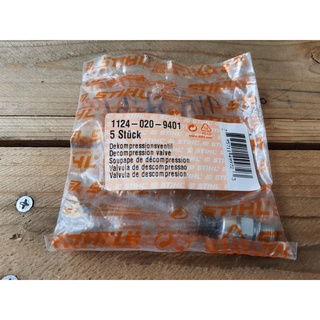 STIHL
1124-020-9401
5 Stück
Dekompressionsventil
Decompression valve
Soupape de décompression
Valvula de descompressao
Valvula de descompresion